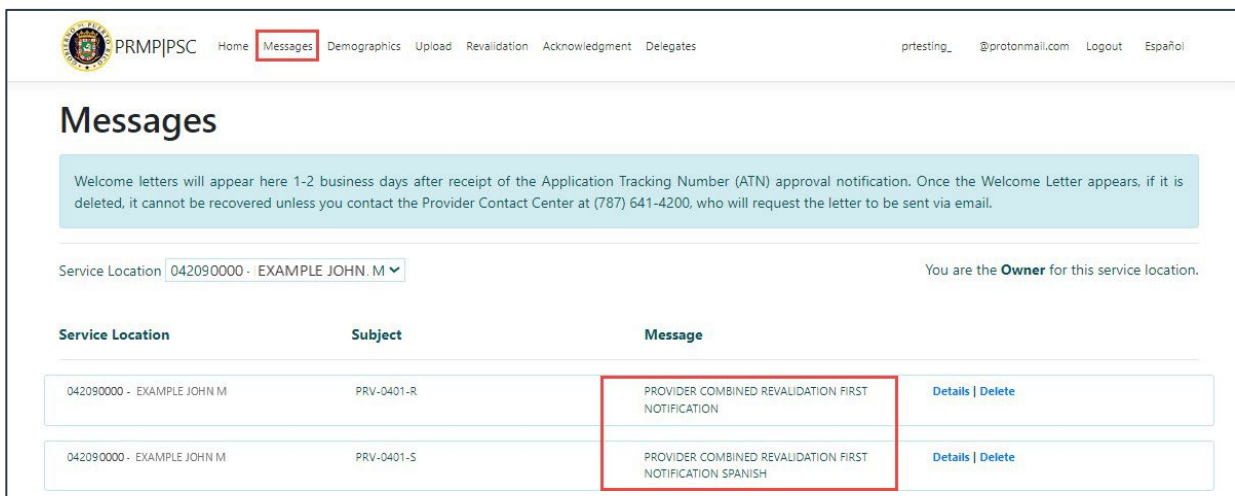 PRMP|PSC Home Messages Demographics Upload Revalidation Acknowledgment Delegates prtesting_ @protonmail.com Logout Español
Messages
Welcome letters will appear here 1-2 business days after receipt of the Application Tracking Number (ATN) approval notification. Once the Welcome Letter appears, if it is
deleted, it cannot be recovered unless you contact the Provider Contact Center at (787) 641-4200, who will request the letter to be sent via email.
Service Location 042090000 - EXAMPLE JOHN. M You are the Owner for this service location.
Service Location Subject Message
042090000 - EXAMPLE JOHN M PRV-0401-R PROVIDER COMBINED REVALIDATION FIRST Details | Delete
NOTIFICATION
042090000 - EXAMPLE JOHN M PRV-0401-S PROVIDER COMBINED REVALIDATION FIRST Details | Delete
NOTIFICATION SPANISH